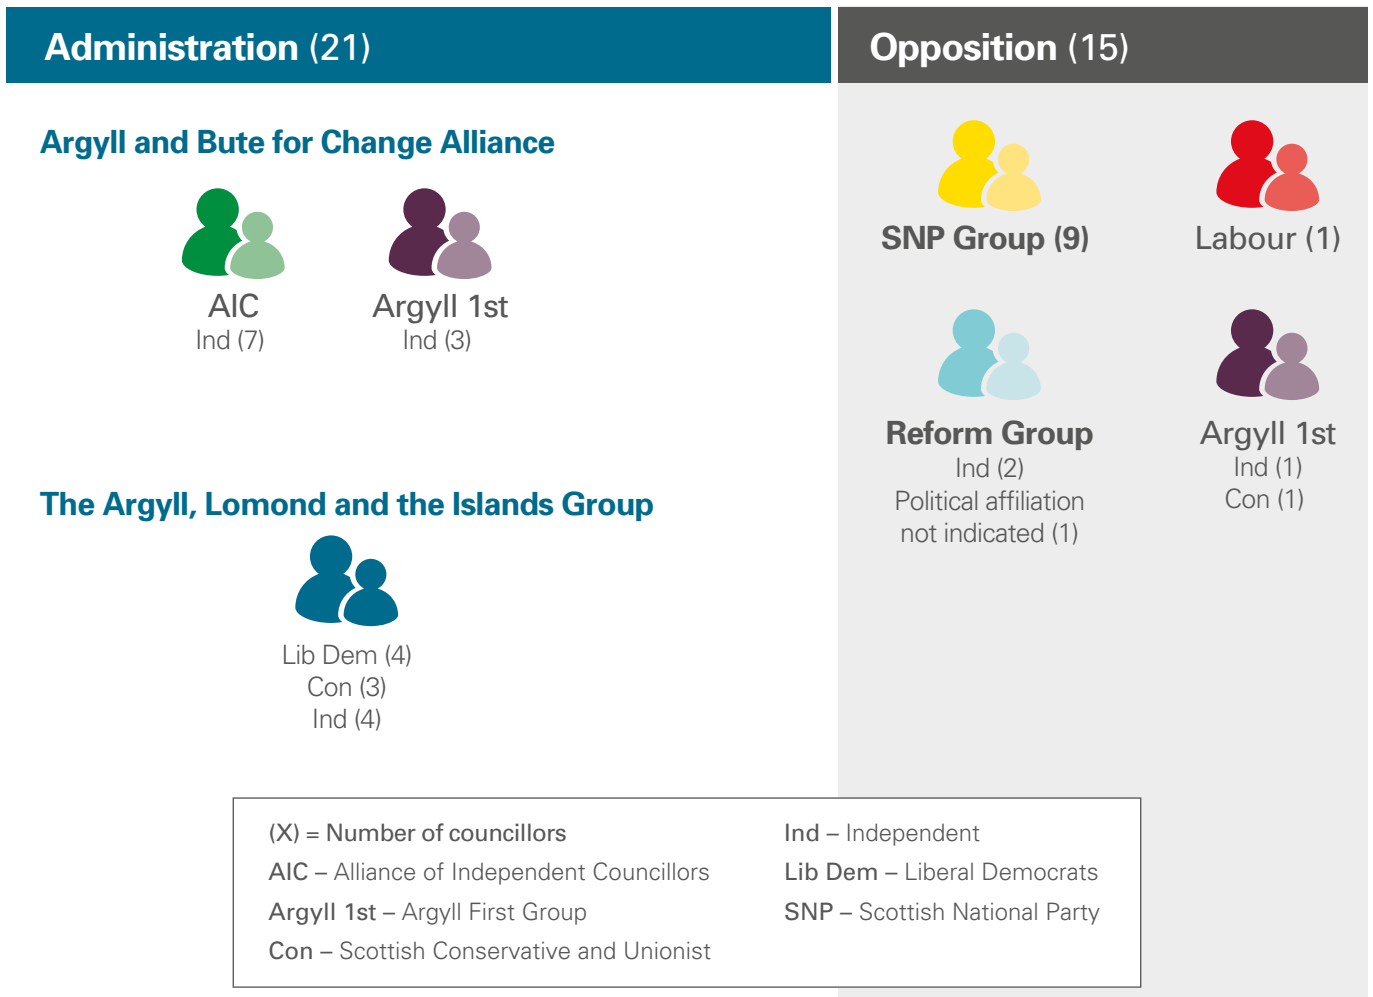 Administration (21)
Argyll and Bute for Change Alliance
AIC
Ind (7)
Argyll 1st
Ind (3)
The Argyll, Lomond and the Islands Group
Lib Dem (4)
Con (3)
Ind (4)
Opposition (15)
SNP Group (9)
Labour (1)
Reform Group
Ind (2)
Political affiliation
not indicated (1)
Argyll 1st
Ind (1)
Con (1)
(X) = Number of councillors
AIC – Alliance of Independent Councillors
Argyll 1st – Argyll First Group
Con – Scottish Conservative and Unionist
Ind – Independent
Lib Dem – Liberal Democrats
SNP – Scottish National Party